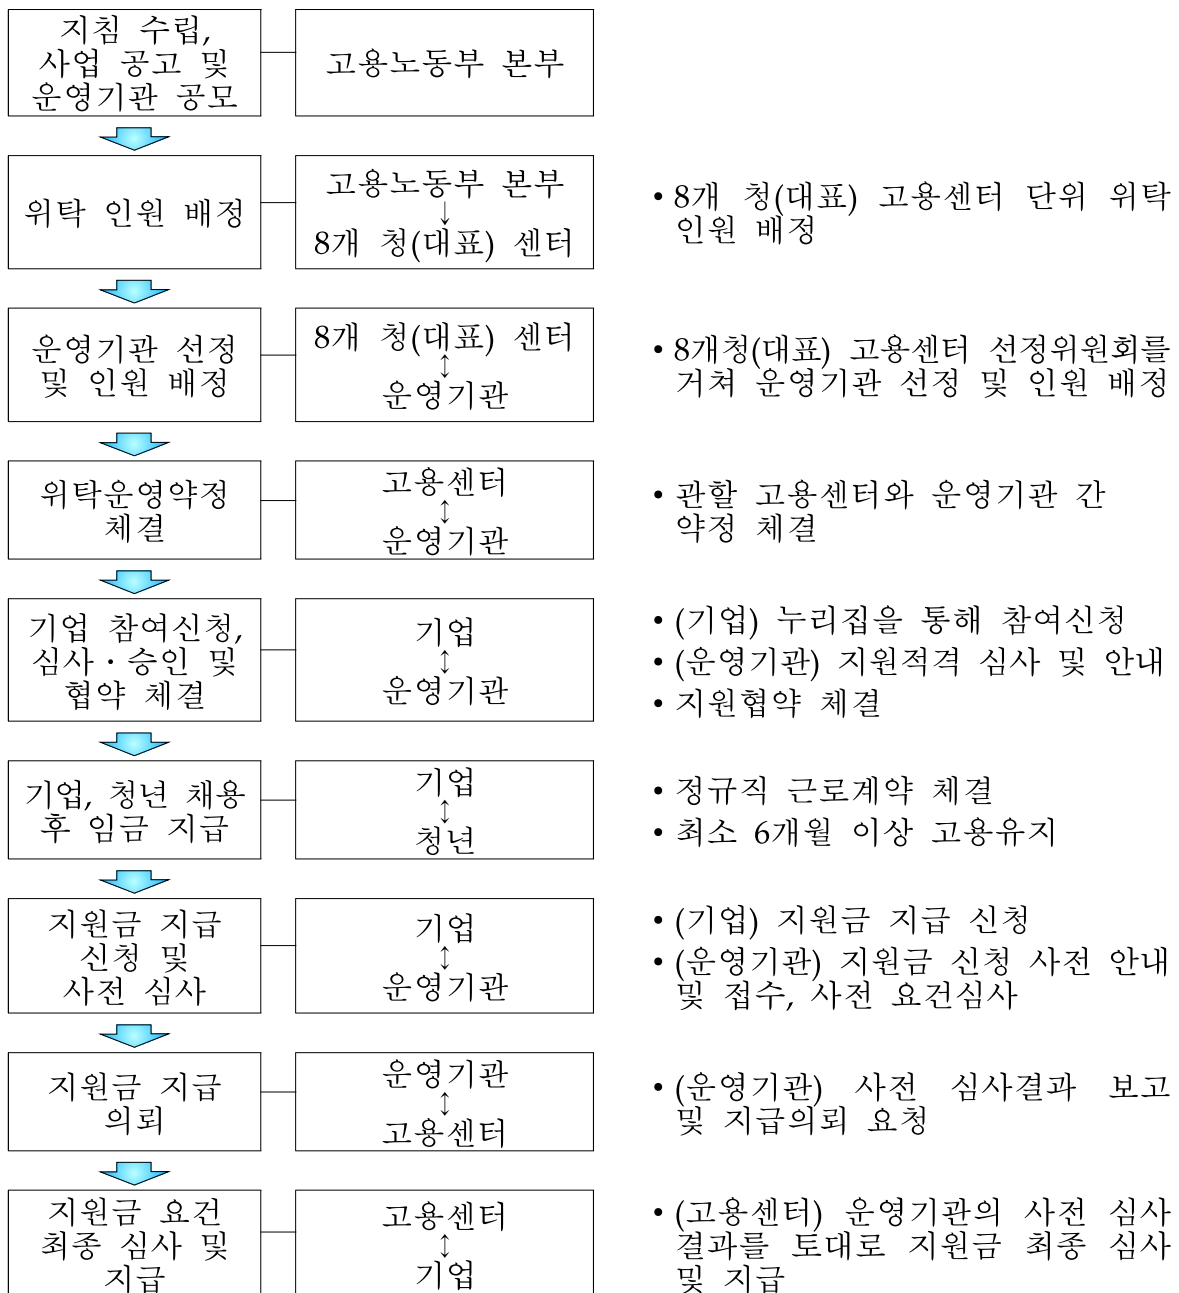 지침 수립,
사업 공고 및
운영기관 공모
고용노동부 본부
위탁 인원 배정
고용노동부 본부
↓
8개 청(대표) 센터
• 8개 청(대표) 고용센터 단위 위탁
인원 배정
운영기관 선정
및 인원 배정
8개 청(대표) 센터
↕
운영기관
• 8개청(대표) 고용센터 선정위원회를
거쳐 운영기관 선정 및 인원 배정
위탁운영약정
체결
고용센터
↕
운영기관
• 관할 고용센터와 운영기관 간
약정 체결
기업 참여신청,
심사·승인 및
협약 체결
기업
↕
운영기관
• (기업) 누리집을 통해 참여신청
• (운영기관) 지원적격 심사 및 안내
• 지원협약 체결
기업, 청년 채용
후 임금 지급
기업
↕
청년
• 정규직 근로계약 체결
• 최소 6개월 이상 고용유지
지원금 지급
신청 및
사전 심사
기업
↕
운영기관
• (기업) 지원금 지급 신청
• (운영기관) 지원금 신청 사전 안내
및 접수, 사전 요건심사
지원금 지급
의뢰
운영기관
↕
고용센터
• (운영기관) 사전 심사결과 보고
및 지급의뢰 요청
지원금 요건
최종 심사 및
지급
고용센터
↕
기업
• (고용센터) 운영기관의 사전 심사
결과를 토대로 지원금 최종 심사
및 지급